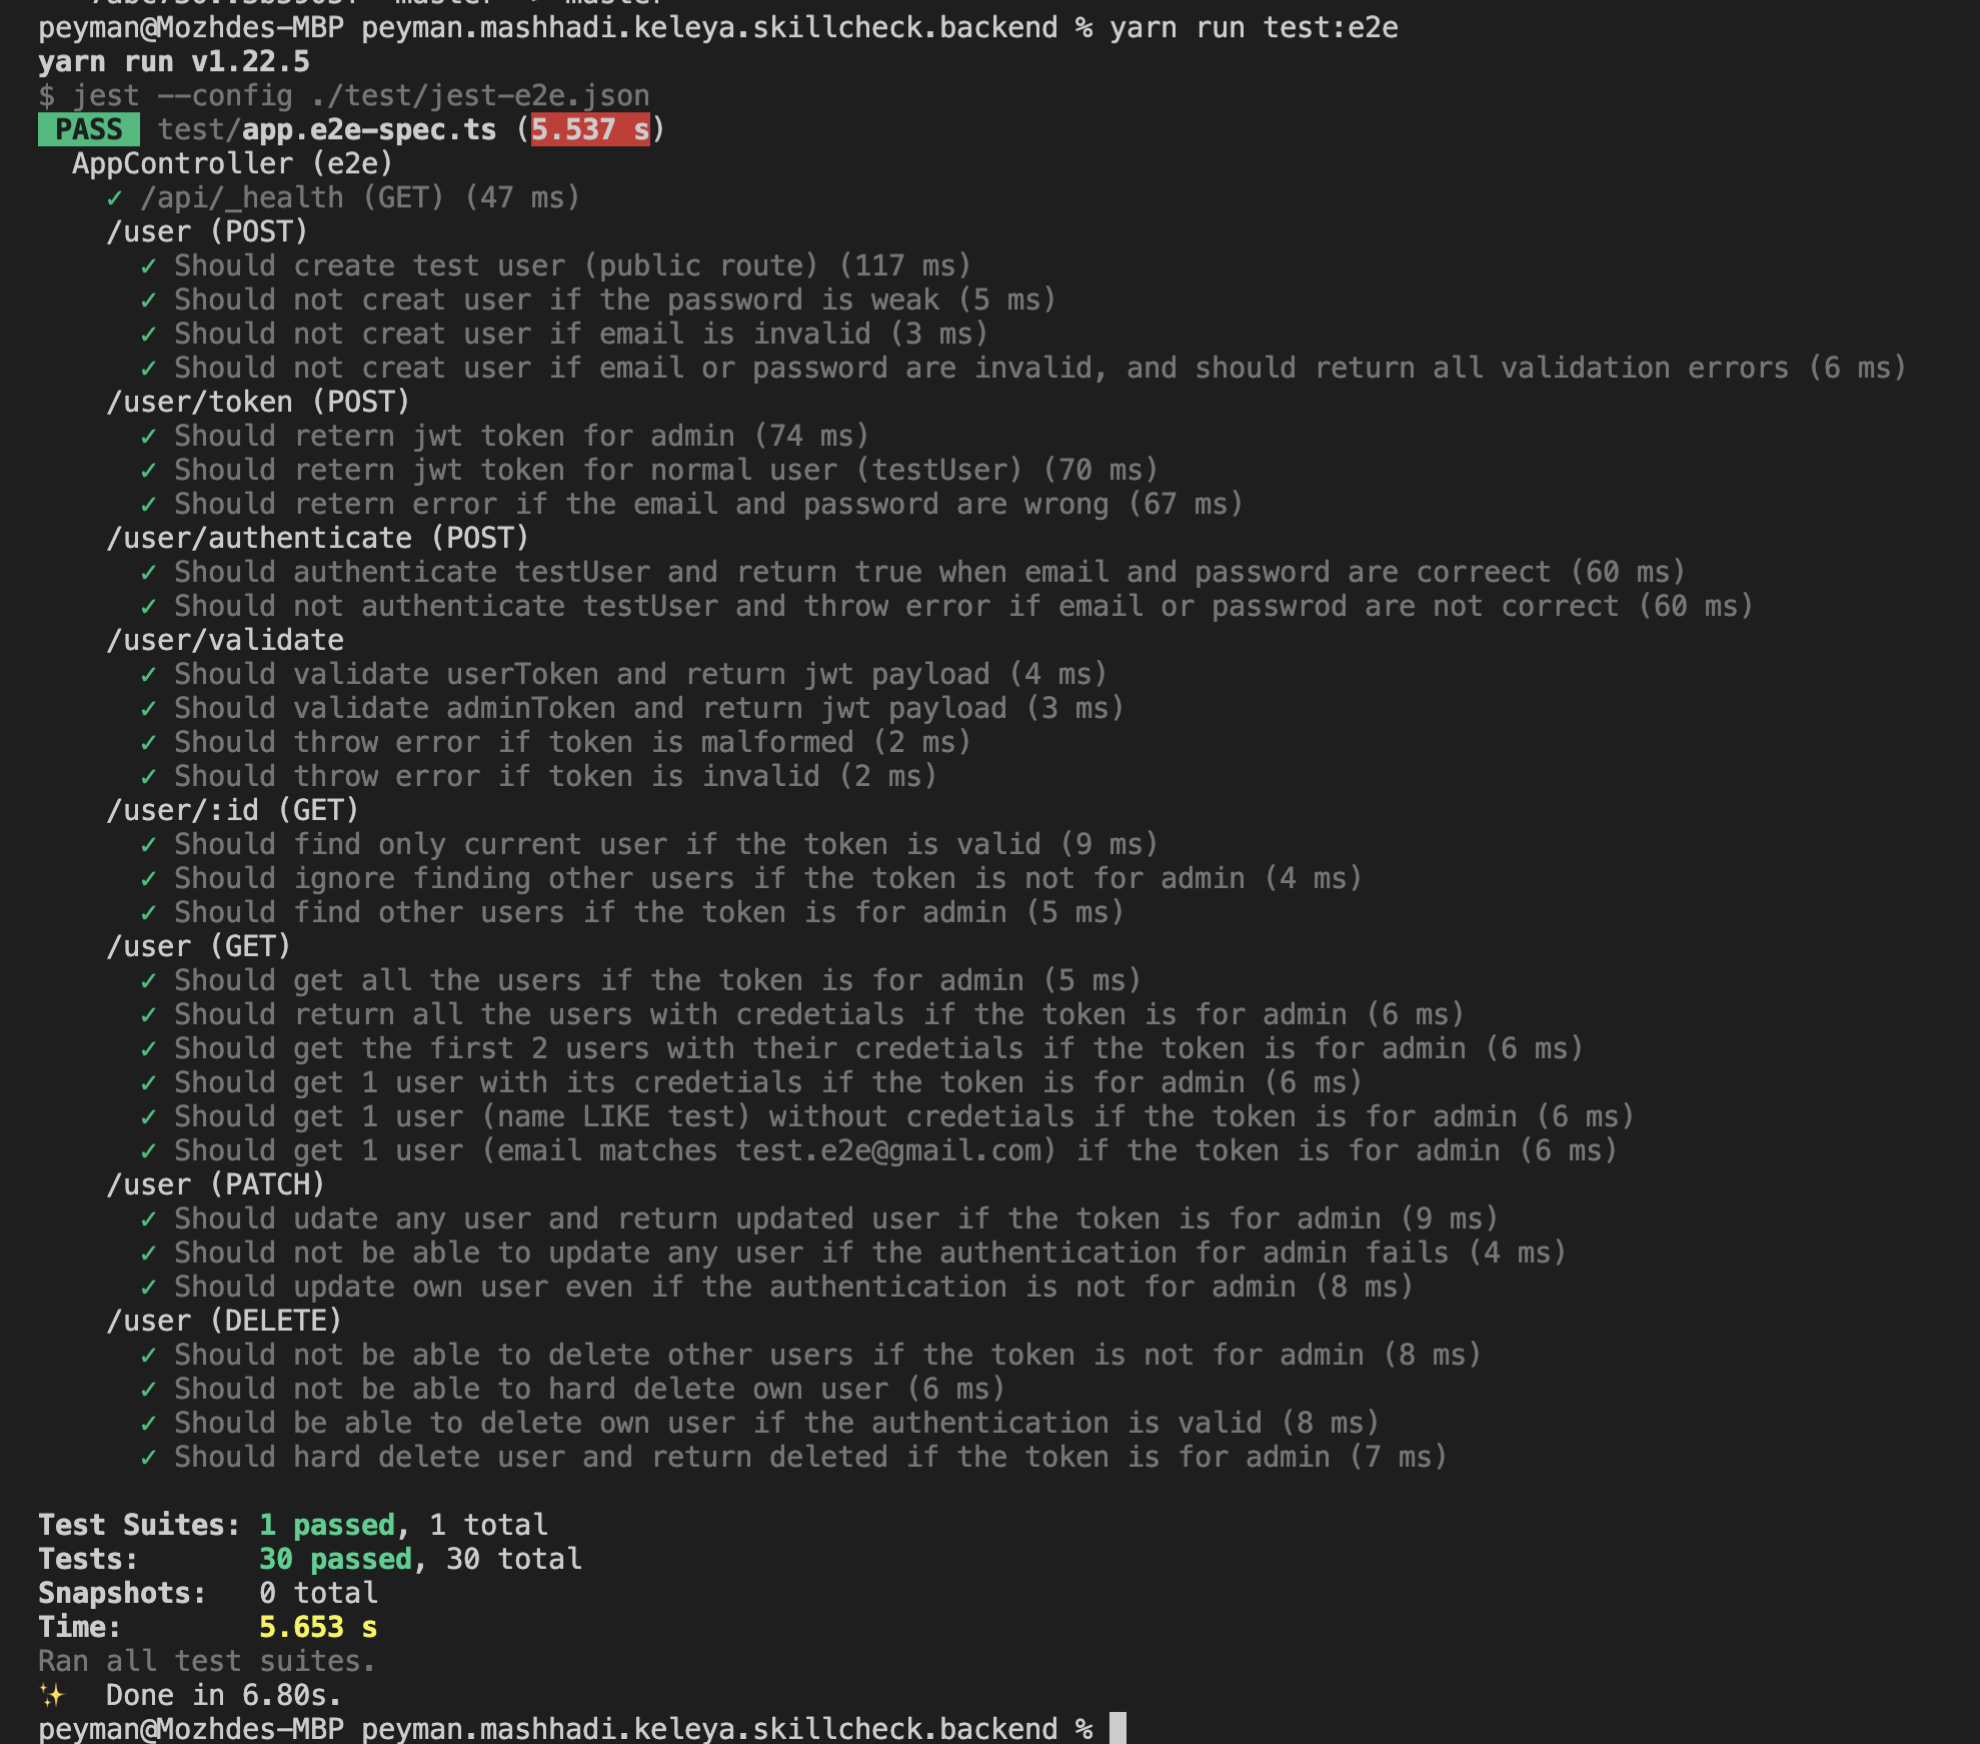 peyman@Mozhdes-MBP peyman.mashhadi.keleya.skillcheck.backend % yarn run test:e2e
yarn run v1.22.5
$ jest --config ./test/jest-e2e.json
PASS test/app.e2e-spec.ts (5.537 s)
AppController (e2e)
✓ /api/_health (GET) (47 ms)
/user (POST)
✓ Should create test user (public route) (117 ms)
✓ Should not creat user if the password is weak (5 ms)
✓ Should not creat user if email is invalid (3 ms)
✓ Should not creat user if email or password are invalid, and should return all validation errors (6 ms)
/user/token (POST)
✓ Should retern jwt token for admin (74 ms)
✓ Should retern jwt token for normal user (testUser) (70 ms)
✓ Should retern error if the email and password are wrong (67 ms)
/user/authenticate (POST)
✓ Should authenticate testUser and return true when email and password are correect (60 ms)
✓ Should not authenticate testUser and throw error if email or passwrod are not correct (60 ms)
/user/validate
✓ Should validate userToken and return jwt payload (4 ms)
✓ Should validate adminToken and return jwt payload (3 ms)
✓ Should throw error if token is malformed (2 ms)
✓ Should throw error if token is invalid (2 ms)
/user/:id (GET)
✓ Should find only current user if the token is valid (9 ms)
✓ Should ignore finding other users if the token is not for admin (4 ms)
✓ Should find other users if the token is for admin (5 ms)
/user (GET)
✓ Should get all the users if the token is for admin (5 ms)
✓ Should return all the users with credetials if the token is for admin (6 ms)
✓ Should get the first 2 users with their credetials if the token is for admin (6 ms)
✓ Should get 1 user with its credetials if the token is for admin (6 ms)
✓ Should get 1 user (name LIKE test) without credetials if the token is for admin (6 ms)
✓ Should get 1 user (email matches test.e2e@gmail.com) if the token is for admin (6 ms)
/user (PATCH)
✓ Should udate any user and return updated user if the token is for admin (9 ms)
✓ Should not be able to update any user if the authentication for admin fails (4 ms)
✓ Should update own user even if the authentication is not for admin (8 ms)
/user (DELETE)
✓ Should not be able to delete other users if the token is not for admin (8 ms)
✓ Should not be able to hard delete own user (6 ms)
✓ Should be able to delete own user if the authentication is valid (8 ms)
✓ Should hard delete user and return deleted if the token is for admin (7 ms)
Test Suites: 1 passed, 1 total
Tests: 30 passed, 30 total
Snapshots: 0 total
Time: 5.653 s
Ran all test suites.
✨ Done in 6.80s.
peyman@Mozhdes-MBP peyman.mashhadi.keleya.skillcheck.backend %